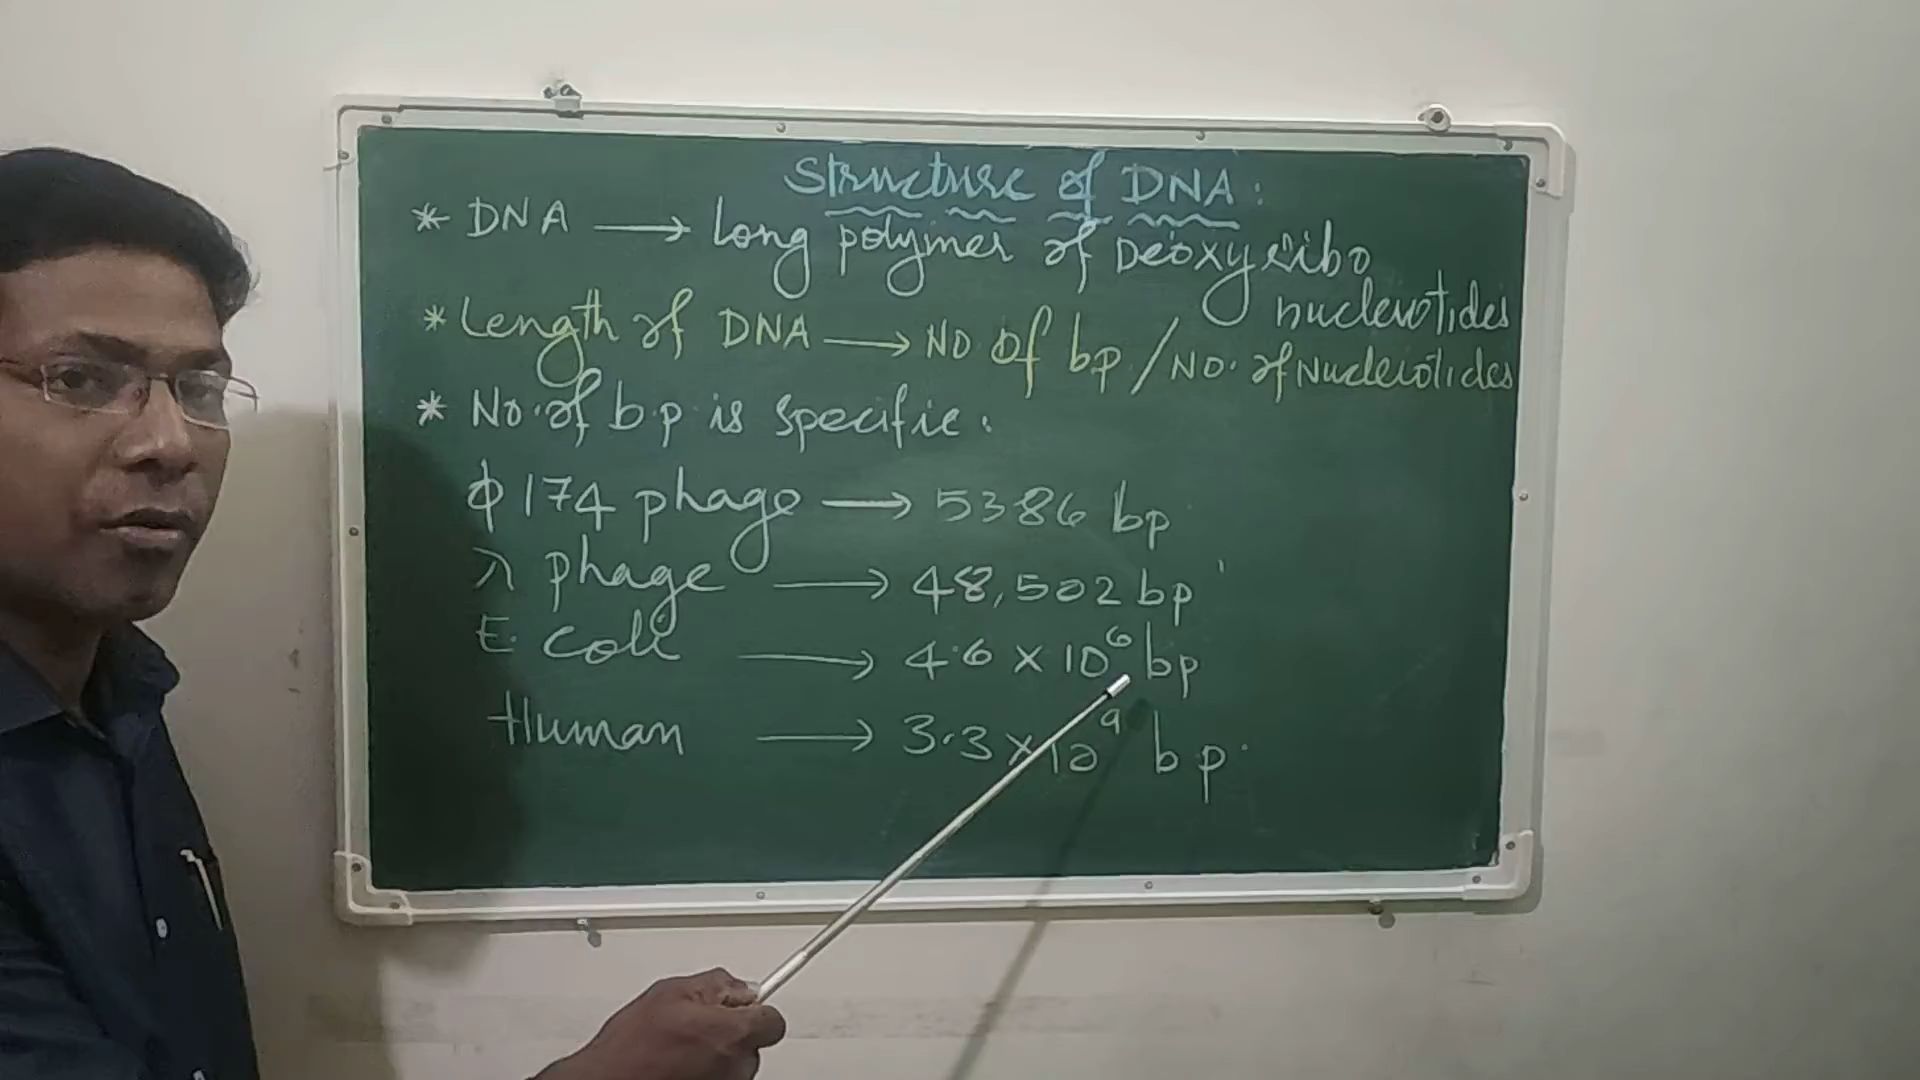 Structure of DNA:
* DNA → Long polymer of Deoxyribo
nucleotides
* Length of DNA → No of bp / No. of Nucleotides
* No. of b.p is specific.
φ 174 phage → 5386 bp
λ phage → 48,502 bp
E. coli → 4.6 × 10⁶ bp
Human → 3.3 × 10⁹ bp.